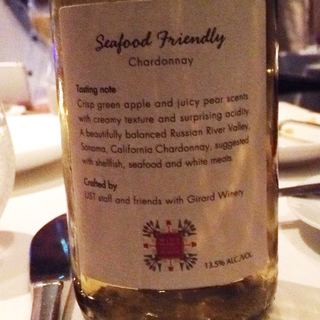 Seafood Friendly
Chardonnay
Tasting note
Crisp green apple and juicy pear scents
with creamy texture and surprising acidity
A beautifully balanced Russian River Valley,
Sonoma, California Chardonnay, suggested
with shellfish, seafood and white meats.
Crafted by
UST staff and friends with Girard Winery
13.5% ALC./VOL